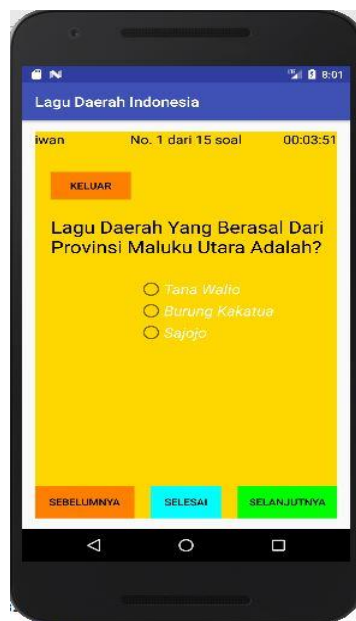 8:01
Lagu Daerah Indonesia
iwan No. 1 dari 15 soal 00:03:51
KELUAR
Lagu Daerah Yang Berasal Dari
Provinsi Maluku Utara Adalah?
Tana Walio
Burung Kakatua
Sajojo
SEBELUMNYA SELESAI SELANJUTNYA